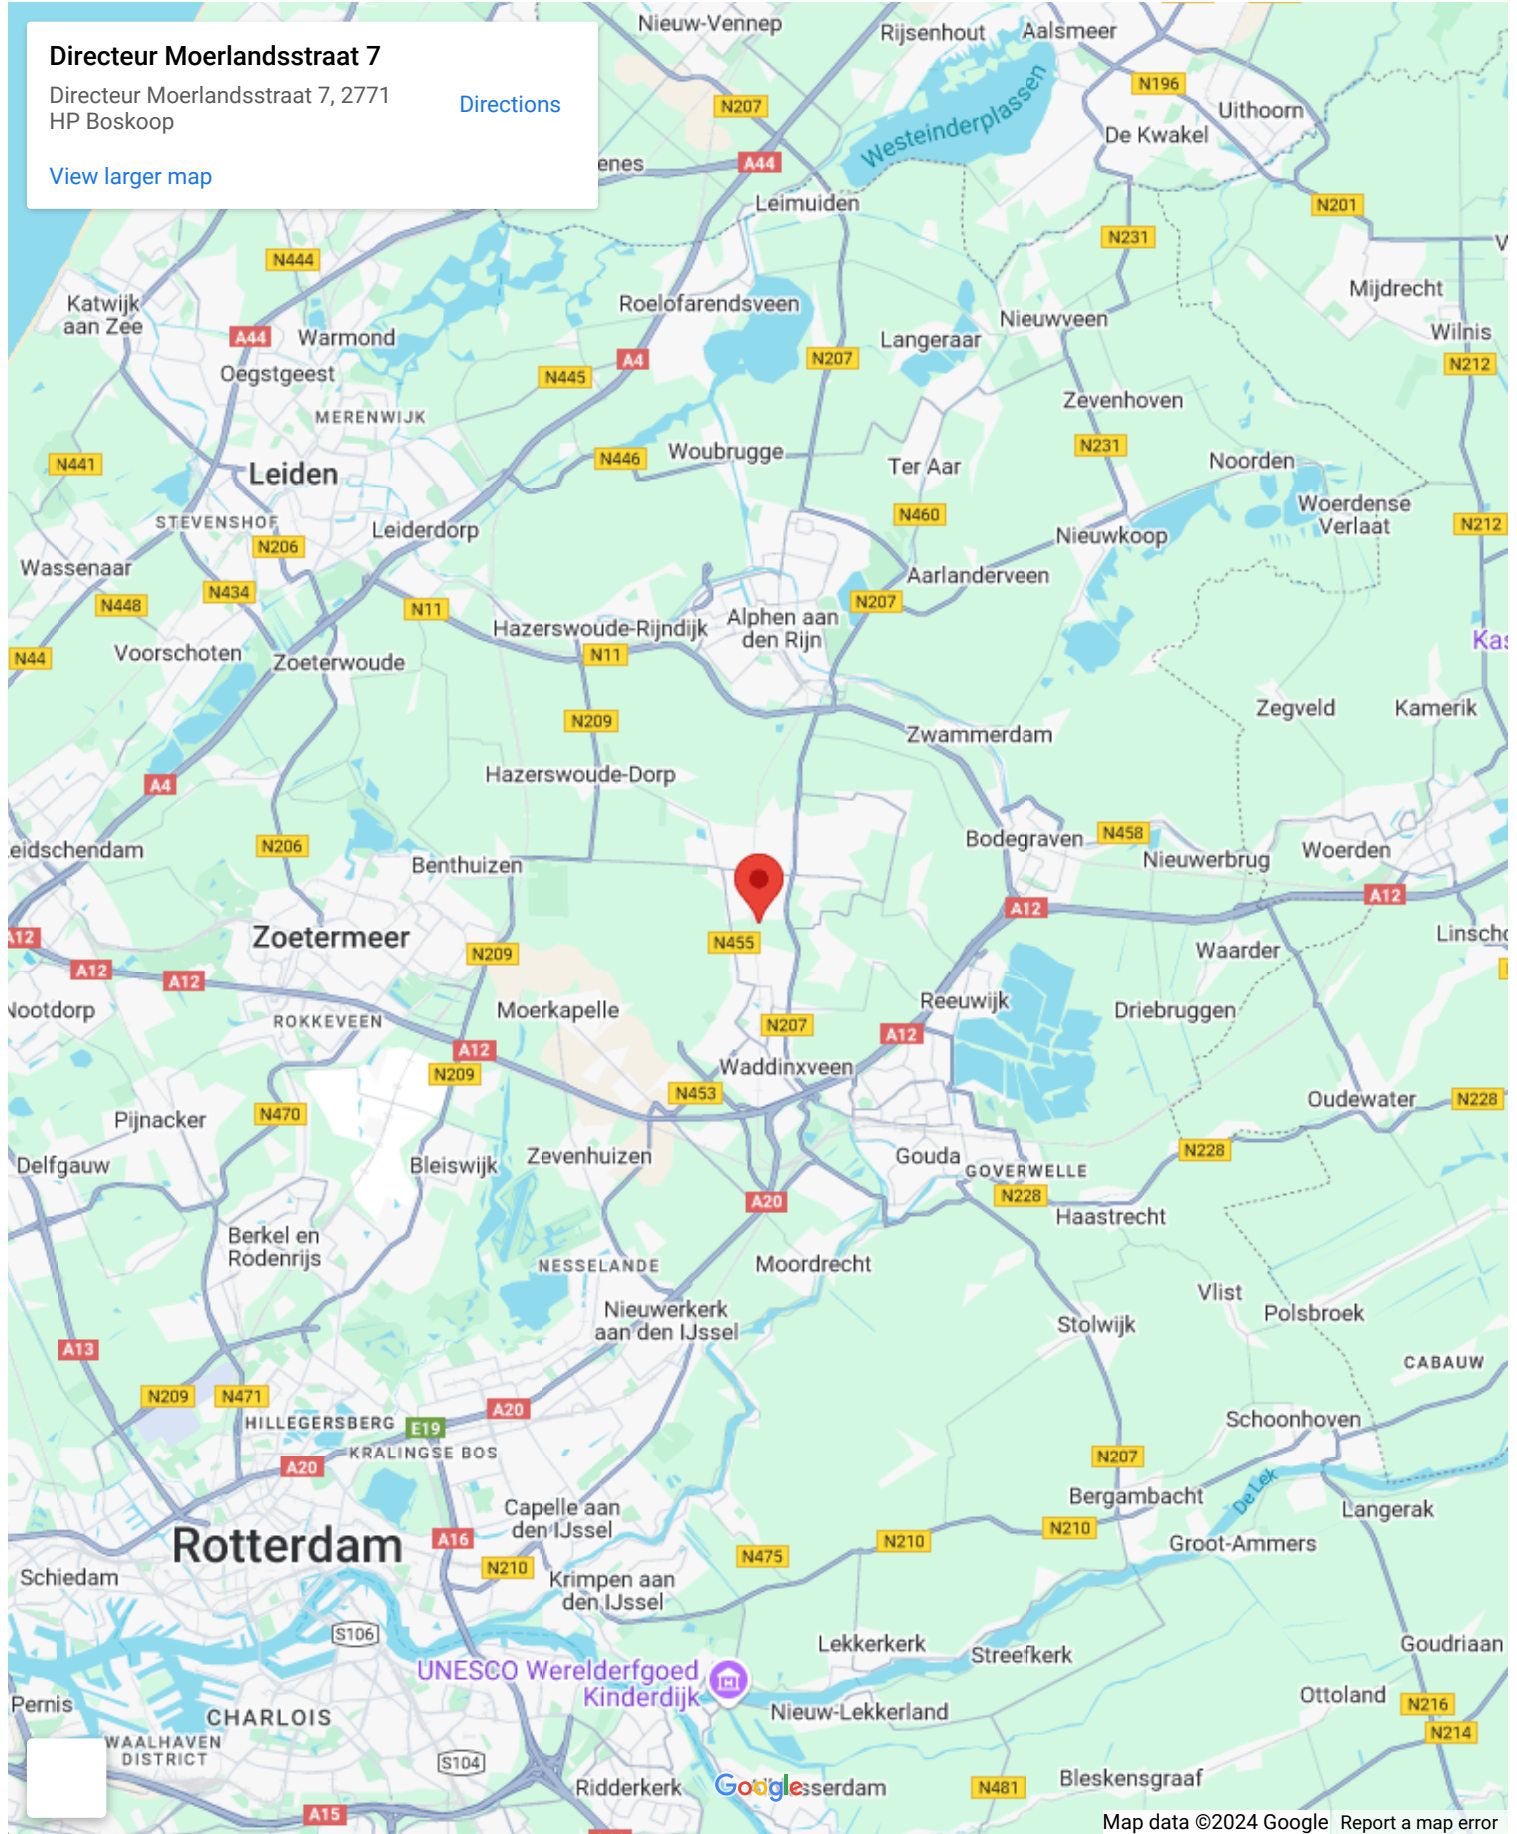 Directeur Moerlandsstraat 7
Directeur Moerlandsstraat 7, 2771
HP Boskoop
Directions
View larger map
Nieuw-Vennep
Rijsenhout
Aalsmeer
N196
N207
Westeinderplassen
Uithoorn
De Kwakel
enes
A44
Leimuiden
N201
N231
N444
Katwijk
aan Zee
Roelofarendsveen
Mijdrecht
Nieuwveen
A44
Warmond
Langeraar
Wilnis
A4
N207
N212
Oegstgeest
N445
Zevenhoven
MERENWIJK
N441
Leiden
N446
Woubrugge
Ter Aar
N231
Noorden
Woerdense
Verlaat
STEVENSHOF
N460
N212
Leiderdorp
Nieuwkoop
N206
Wassenaar
Aarlanderveen
N434
N448
N11
N207
Hazerswoude-Rijndijk
Alphen aan
den Rijn
Kas
N44
Voorschoten
Zoeterwoude
N11
N209
Zegveld
Kamerik
Zwammerdam
A4
Hazerswoude-Dorp
eidschendam
N206
Bodegraven
N458
Nieuwerbrug
Woerden
Benthuizen
A12
A12
A12
Zoetermeer
N455
Linscho
A12
A12
N209
Waarder
Nootdorp
Moerkapelle
Reeuwijk
Driebruggen
ROKKEVEEN
N207
A12
A12
N209
Waddinxveen
N453
Pijnacker
N470
Oudewater
N228
Delfgauw
Bleiswijk
Zevenhuizen
Gouda
GOVERWELLE
N228
N228
A20
Haastrecht
Berkel en
Rodenrijs
NESSELANDE
Moordrecht
Vlist
Polsbroek
Nieuwerkerk
aan den IJssel
Stolwijk
A13
CABAUW
N209
N471
A20
HILLEGERSBERG
E19
Schoonhoven
KRALINGSE BOS
A20
N207
De Lek
Bergambacht
Langerak
Capelle aan
den IJssel
Rotterdam
A16
N210
N210
N475
Groot-Ammers
Schiedam
N210
Krimpen aan
den IJssel
S106
Lekkerkerk
Streefkerk
Goudriaan
UNESCO Werelderfgoed
Kinderdijk
Pernis
CHARLOIS
Nieuw-Lekkerland
Ottoland
N216
N214
WAALHAVEN
DISTRICT
S104
Ridderkerk
Google
sserdam
N481
Bleskensgraaf
A15
Map data ©2024 Google
Report a map error